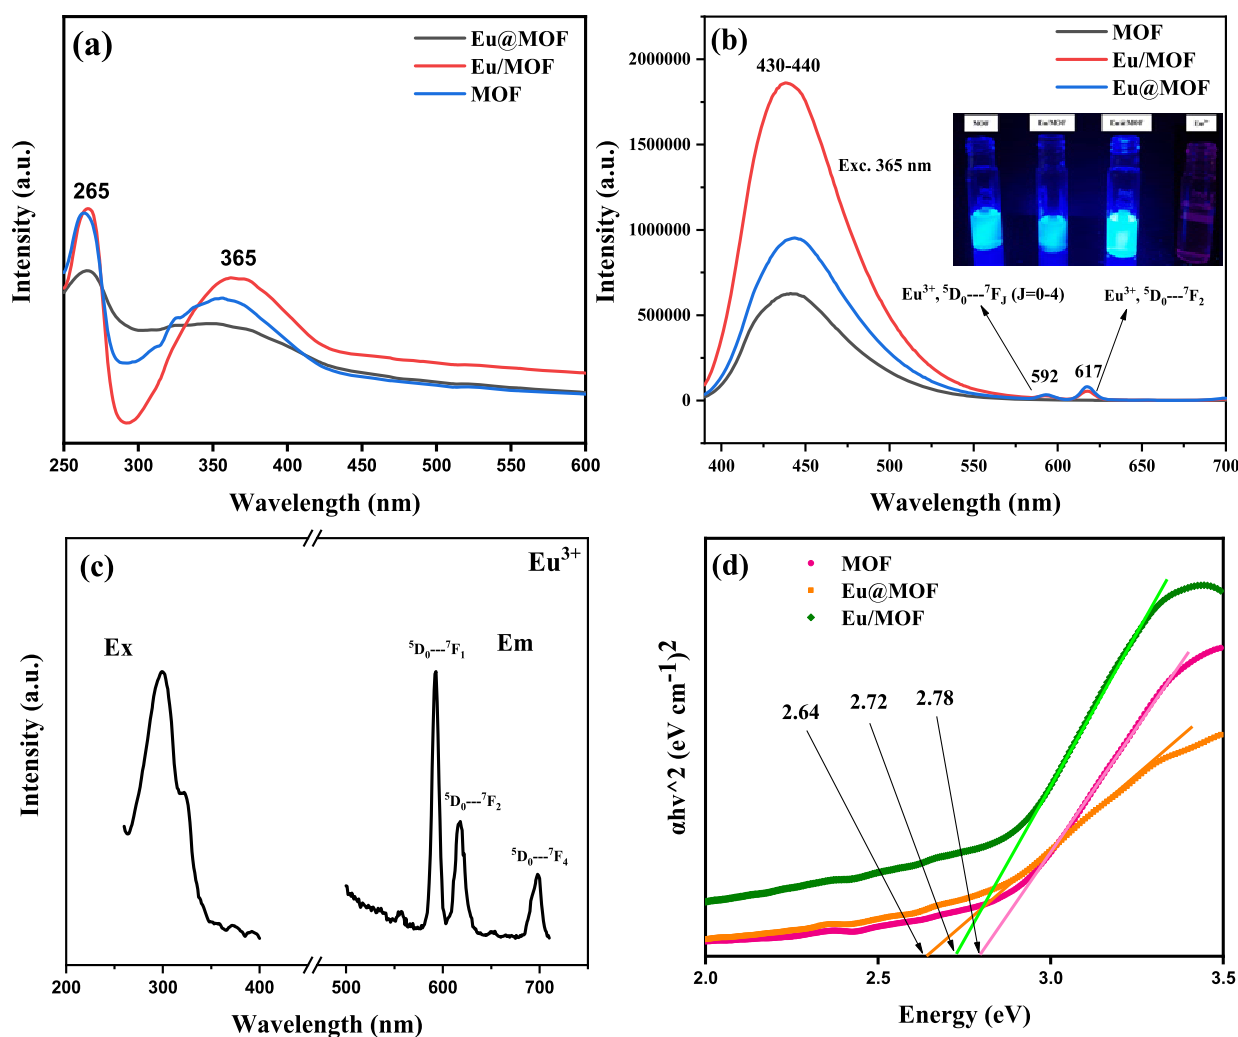 (a)
Eu@MOF
Eu/MOF
MOF
265
365
Intensity (a.u.)
250 300 350 400 450 500 550 600
Wavelength (nm)
(b)
MOF
Eu/MOF
Eu@MOF
430-440
Exc. 365 nm
MOF Eu/MOF Eu@MOF Eu³⁺
Eu³⁺, ⁵D₀---⁷F_J (J=0-4)
Eu³⁺, ⁵D₀---⁷F₂
592
617
Intensity (a.u.)
2000000
1500000
1000000
500000
0
400 450 500 550 600 650 700
Wavelength (nm)
(c)
Eu³⁺
Ex
Em
⁵D₀---⁷F₁
⁵D₀---⁷F₂
⁵D₀---⁷F₄
Intensity (a.u.)
200 300 400 500 600 700
Wavelength (nm)
(d)
MOF
Eu@MOF
Eu/MOF
2.64
2.72
2.78
αhv^2 (eV cm⁻¹)²
2.0 2.5 3.0 3.5
Energy (eV)